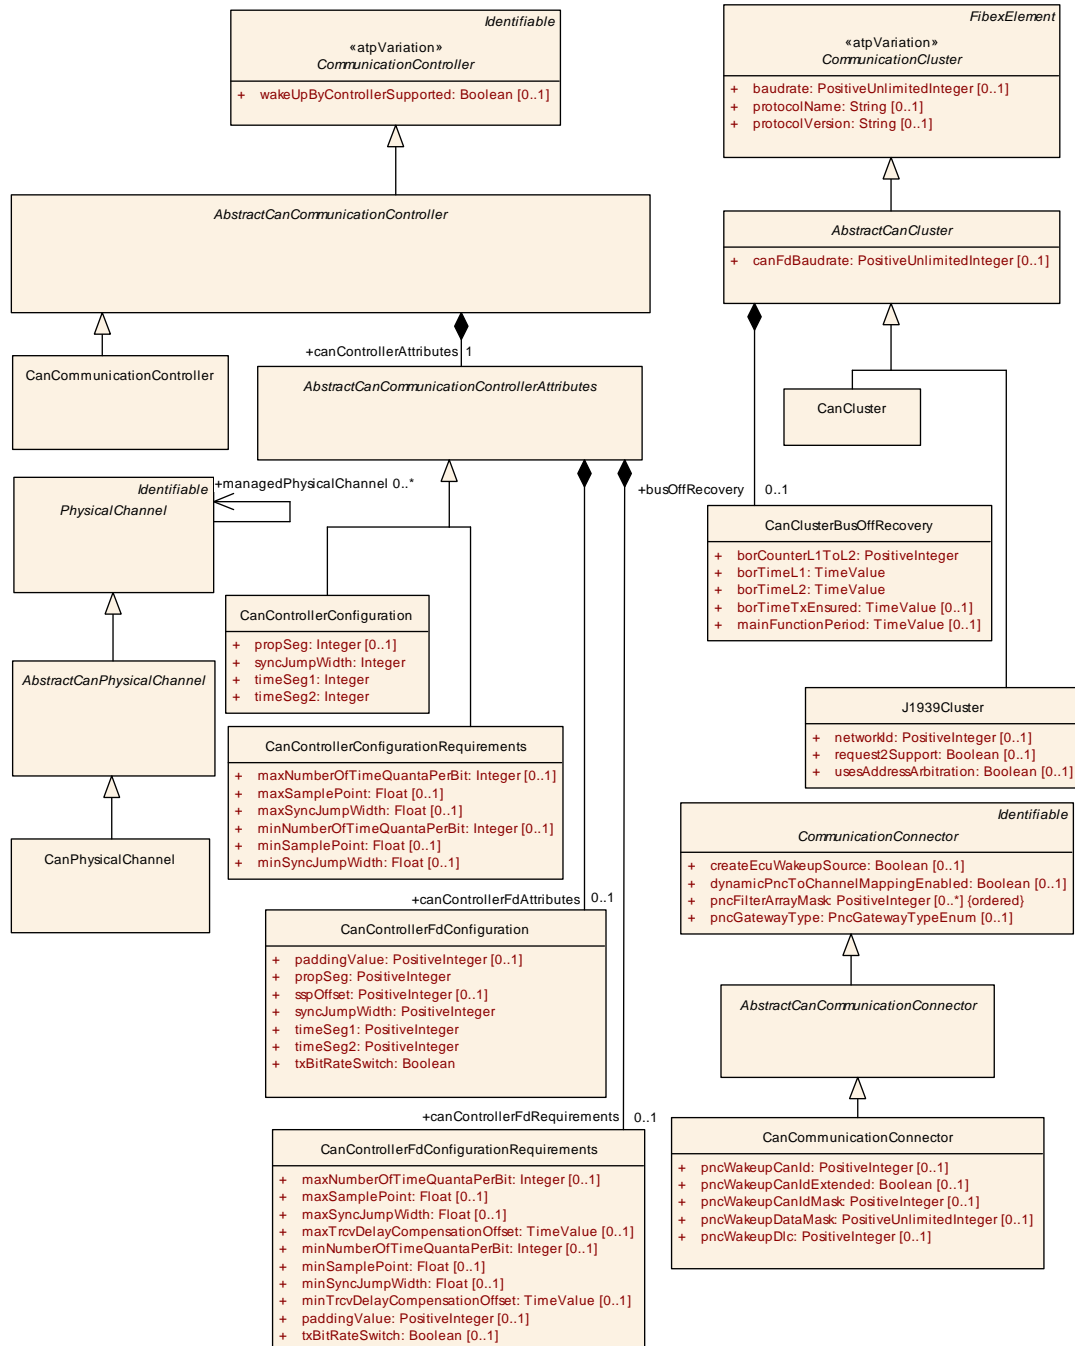 Identifiable
«atpVariation»
CommunicationController
+ wakeUpByControllerSupported: Boolean [0..1]
FibexElement
«atpVariation»
CommunicationCluster
+ baudrate: PositiveUnlimitedInteger [0..1]
+ protocolName: String [0..1]
+ protocolVersion: String [0..1]
AbstractCanCommunicationController
AbstractCanCluster
+ canFdBaudrate: PositiveUnlimitedInteger [0..1]
+canControllerAttributes 1
CanCommunicationController
AbstractCanCommunicationControllerAttributes
CanCluster
Identifiable
PhysicalChannel
+managedPhysicalChannel 0..*
+busOffRecovery 0..1
CanClusterBusOffRecovery
+ borCounterL1ToL2: PositiveInteger
+ borTimeL1: TimeValue
+ borTimeL2: TimeValue
+ borTimeTxEnsured: TimeValue [0..1]
+ mainFunctionPeriod: TimeValue [0..1]
CanControllerConfiguration
+ propSeg: Integer [0..1]
+ syncJumpWidth: Integer
+ timeSeg1: Integer
+ timeSeg2: Integer
AbstractCanPhysicalChannel
J1939Cluster
+ networkId: PositiveInteger [0..1]
+ request2Support: Boolean [0..1]
+ usesAddressArbitration: Boolean [0..1]
CanControllerConfigurationRequirements
+ maxNumberOfTimeQuantaPerBit: Integer [0..1]
+ maxSamplePoint: Float [0..1]
+ maxSyncJumpWidth: Float [0..1]
+ minNumberOfTimeQuantaPerBit: Integer [0..1]
+ minSamplePoint: Float [0..1]
+ minSyncJumpWidth: Float [0..1]
CanPhysicalChannel
Identifiable
CommunicationConnector
+ createEcuWakeupSource: Boolean [0..1]
+ dynamicPncToChannelMappingEnabled: Boolean [0..1]
+ pncFilterArrayMask: PositiveInteger [0..*] {ordered}
+ pncGatewayType: PncGatewayTypeEnum [0..1]
+canControllerFdAttributes 0..1
CanControllerFdConfiguration
+ paddingValue: PositiveInteger [0..1]
+ propSeg: PositiveInteger
+ sspOffset: PositiveInteger [0..1]
+ syncJumpWidth: PositiveInteger
+ timeSeg1: PositiveInteger
+ timeSeg2: PositiveInteger
+ txBitRateSwitch: Boolean
AbstractCanCommunicationConnector
+canControllerFdRequirements 0..1
CanControllerFdConfigurationRequirements
+ maxNumberOfTimeQuantaPerBit: Integer [0..1]
+ maxSamplePoint: Float [0..1]
+ maxSyncJumpWidth: Float [0..1]
+ maxTrcvDelayCompensationOffset: TimeValue [0..1]
+ minNumberOfTimeQuantaPerBit: Integer [0..1]
+ minSamplePoint: Float [0..1]
+ minSyncJumpWidth: Float [0..1]
+ minTrcvDelayCompensationOffset: TimeValue [0..1]
+ paddingValue: PositiveInteger [0..1]
+ txBitRateSwitch: Boolean [0..1]
CanCommunicationConnector
+ pncWakeupCanId: PositiveInteger [0..1]
+ pncWakeupCanIdExtended: Boolean [0..1]
+ pncWakeupCanIdMask: PositiveInteger [0..1]
+ pncWakeupDataMask: PositiveUnlimitedInteger [0..1]
+ pncWakeupDlc: PositiveInteger [0..1]